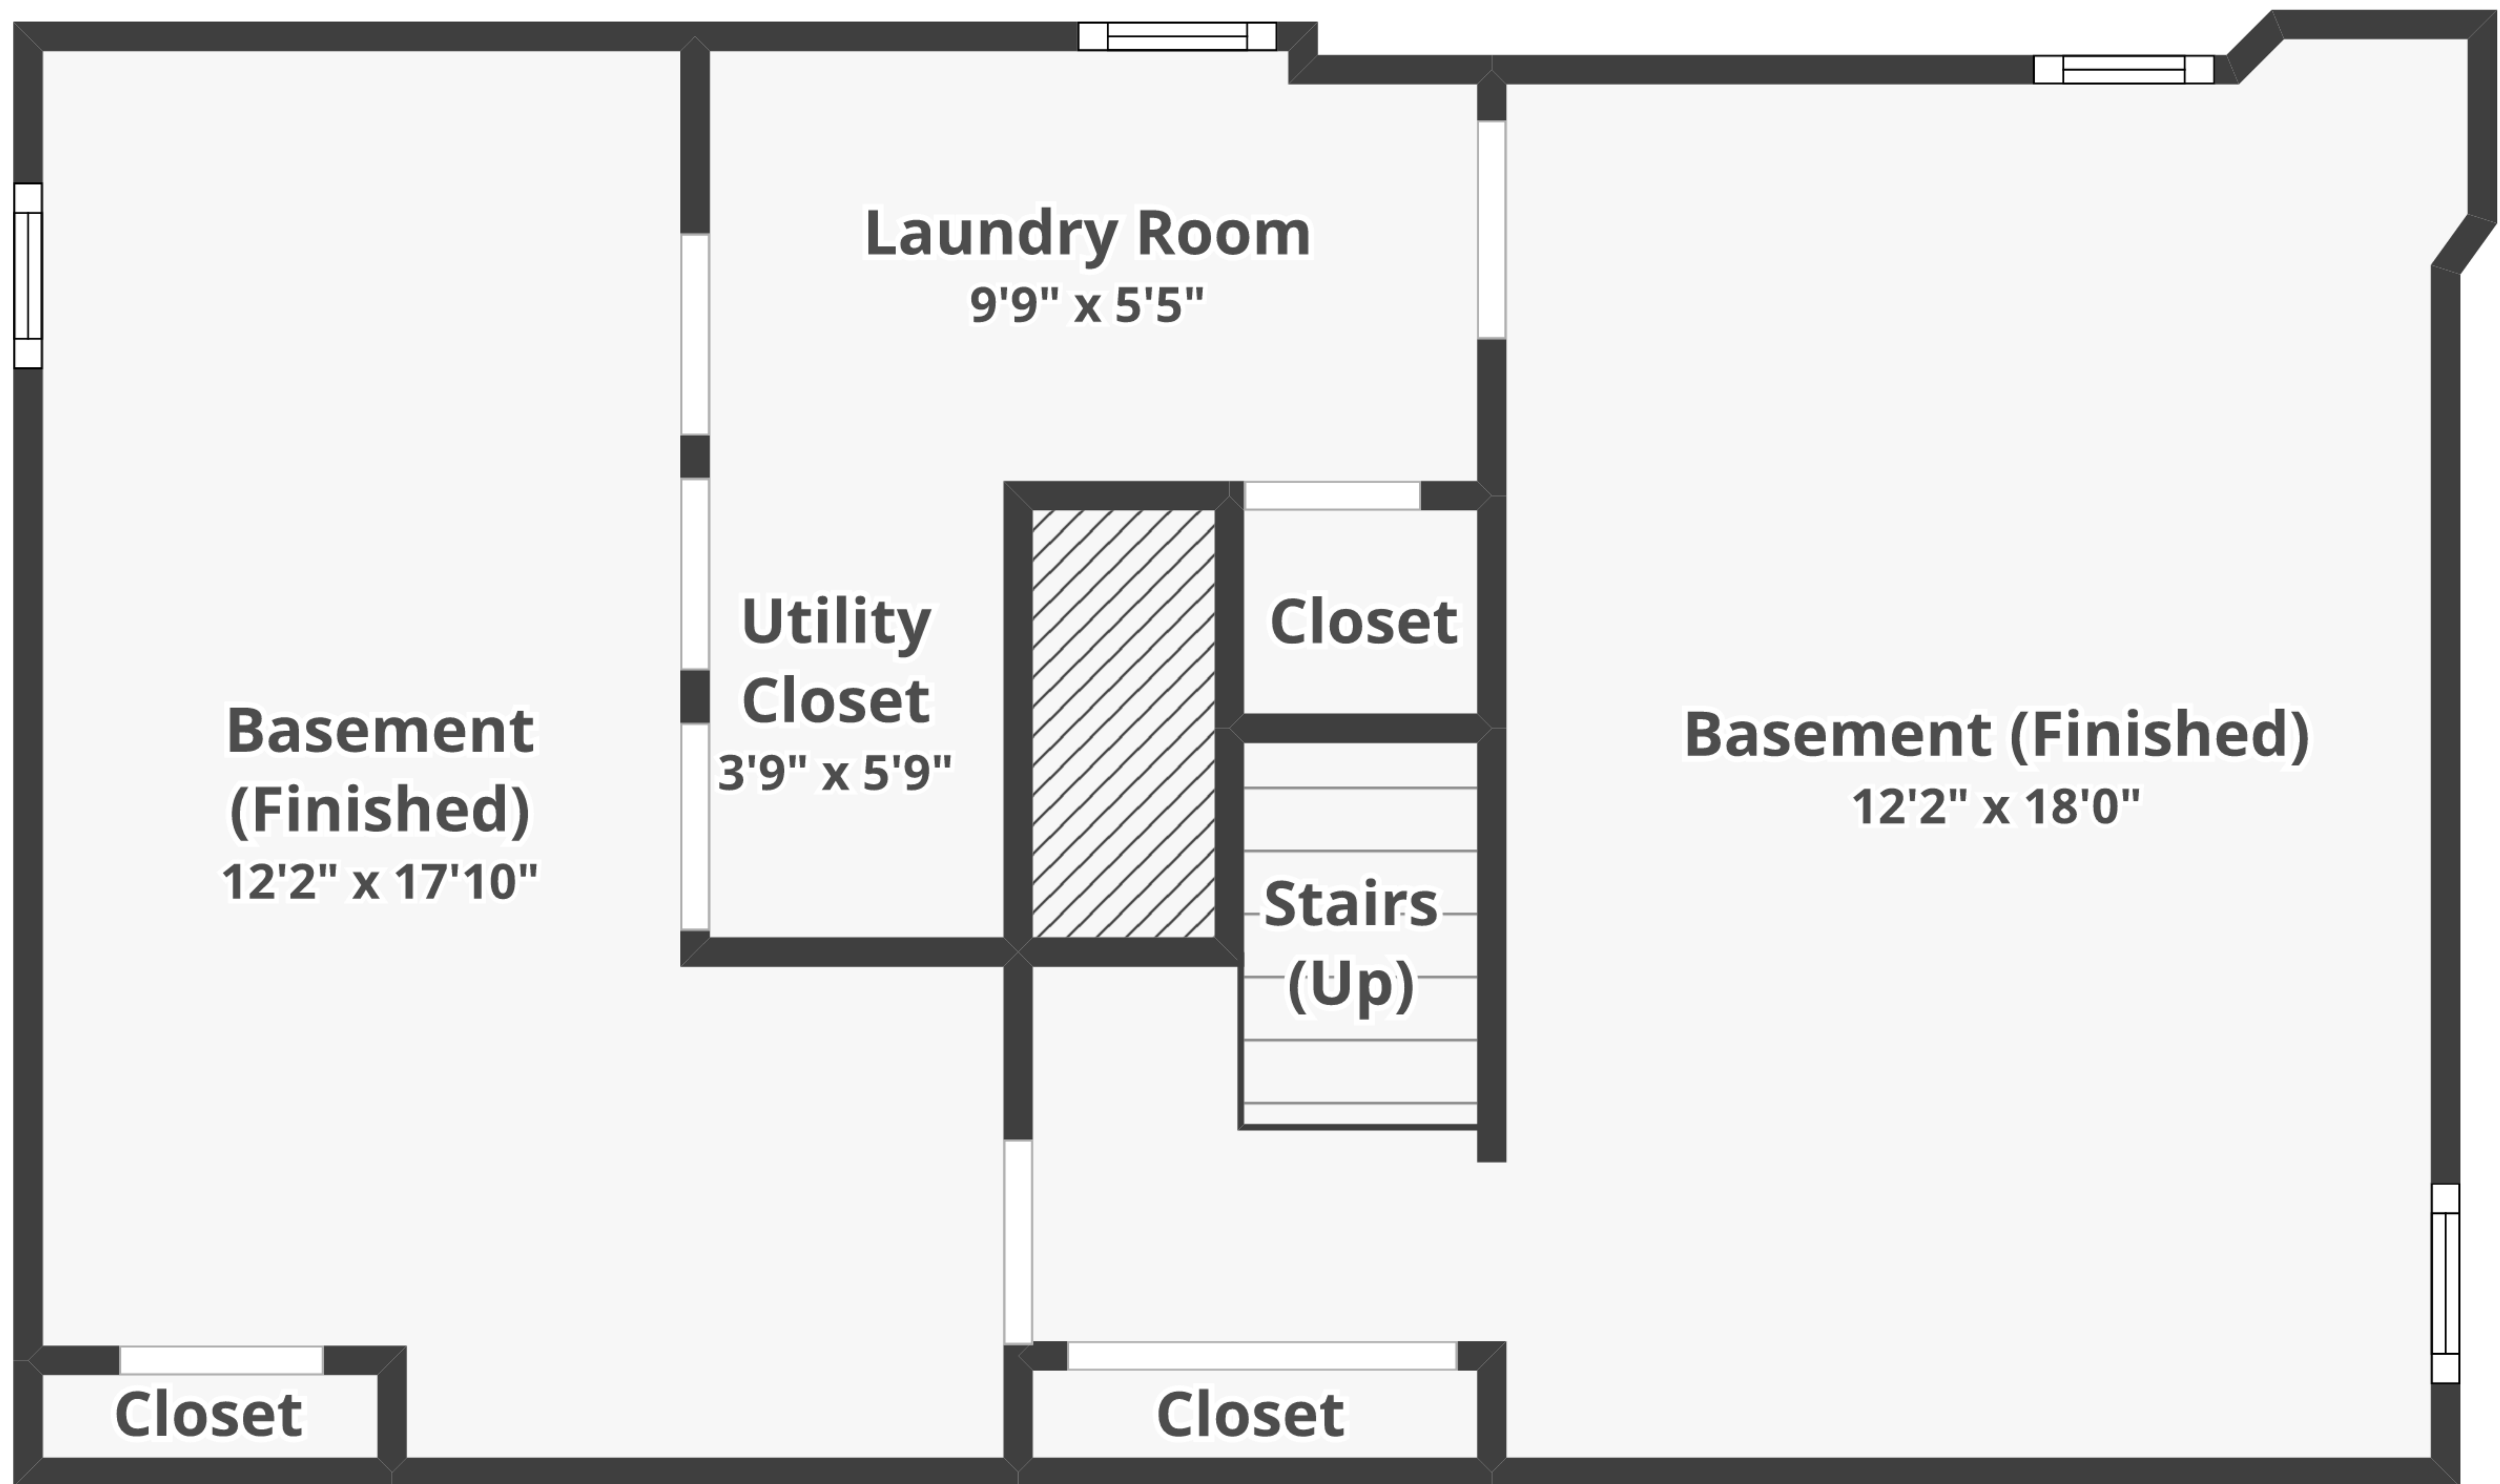 Laundry Room
9'9" x 5'5"
Utility
Closet
3'9" x 5'9"
Closet
Basement
(Finished)
12'2" x 17'10"
Basement (Finished)
12'2" x 18'0"
Stairs
(Up)
Closet
Closet